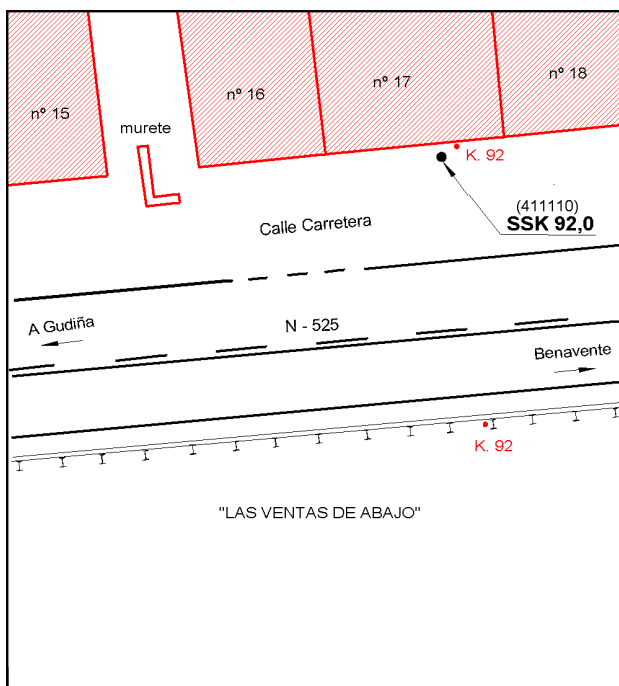 nº 15
nº 16
nº 17
nº 18
murete
K. 92
(411110)
SSK 92,0
Calle Carretera
A Gudiña
N - 525
Benavente
K. 92
"LAS VENTAS DE ABAJO"